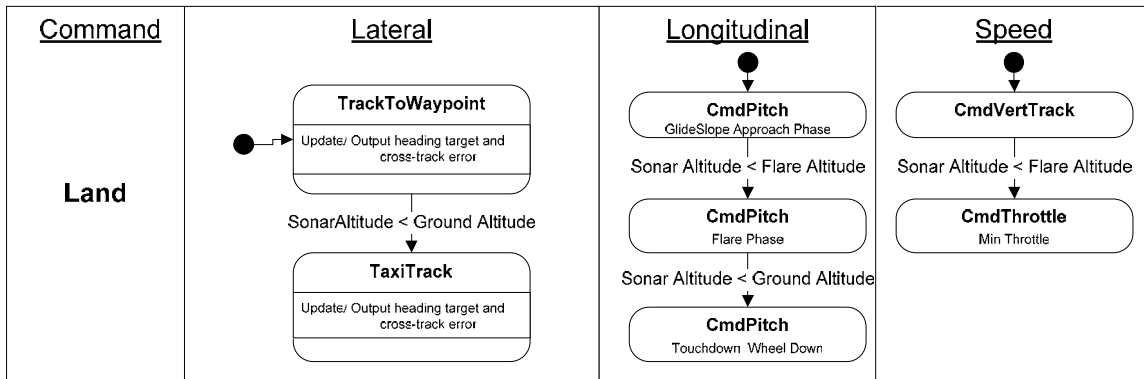 Command
Lateral
Longitudinal
Speed
Land
TrackToWaypoint
Update/ Output heading target and
cross-track error
SonarAltitude < Ground Altitude
TaxiTrack
Update/ Output heading target and
cross-track error
CmdPitch
GlideSlope Approach Phase
Sonar Altitude < Flare Altitude
CmdPitch
Flare Phase
Sonar Altitude < Ground Altitude
CmdPitch
Touchdown Wheel Down
CmdVertTrack
Sonar Altitude < Flare Altitude
CmdThrottle
Min Throttle